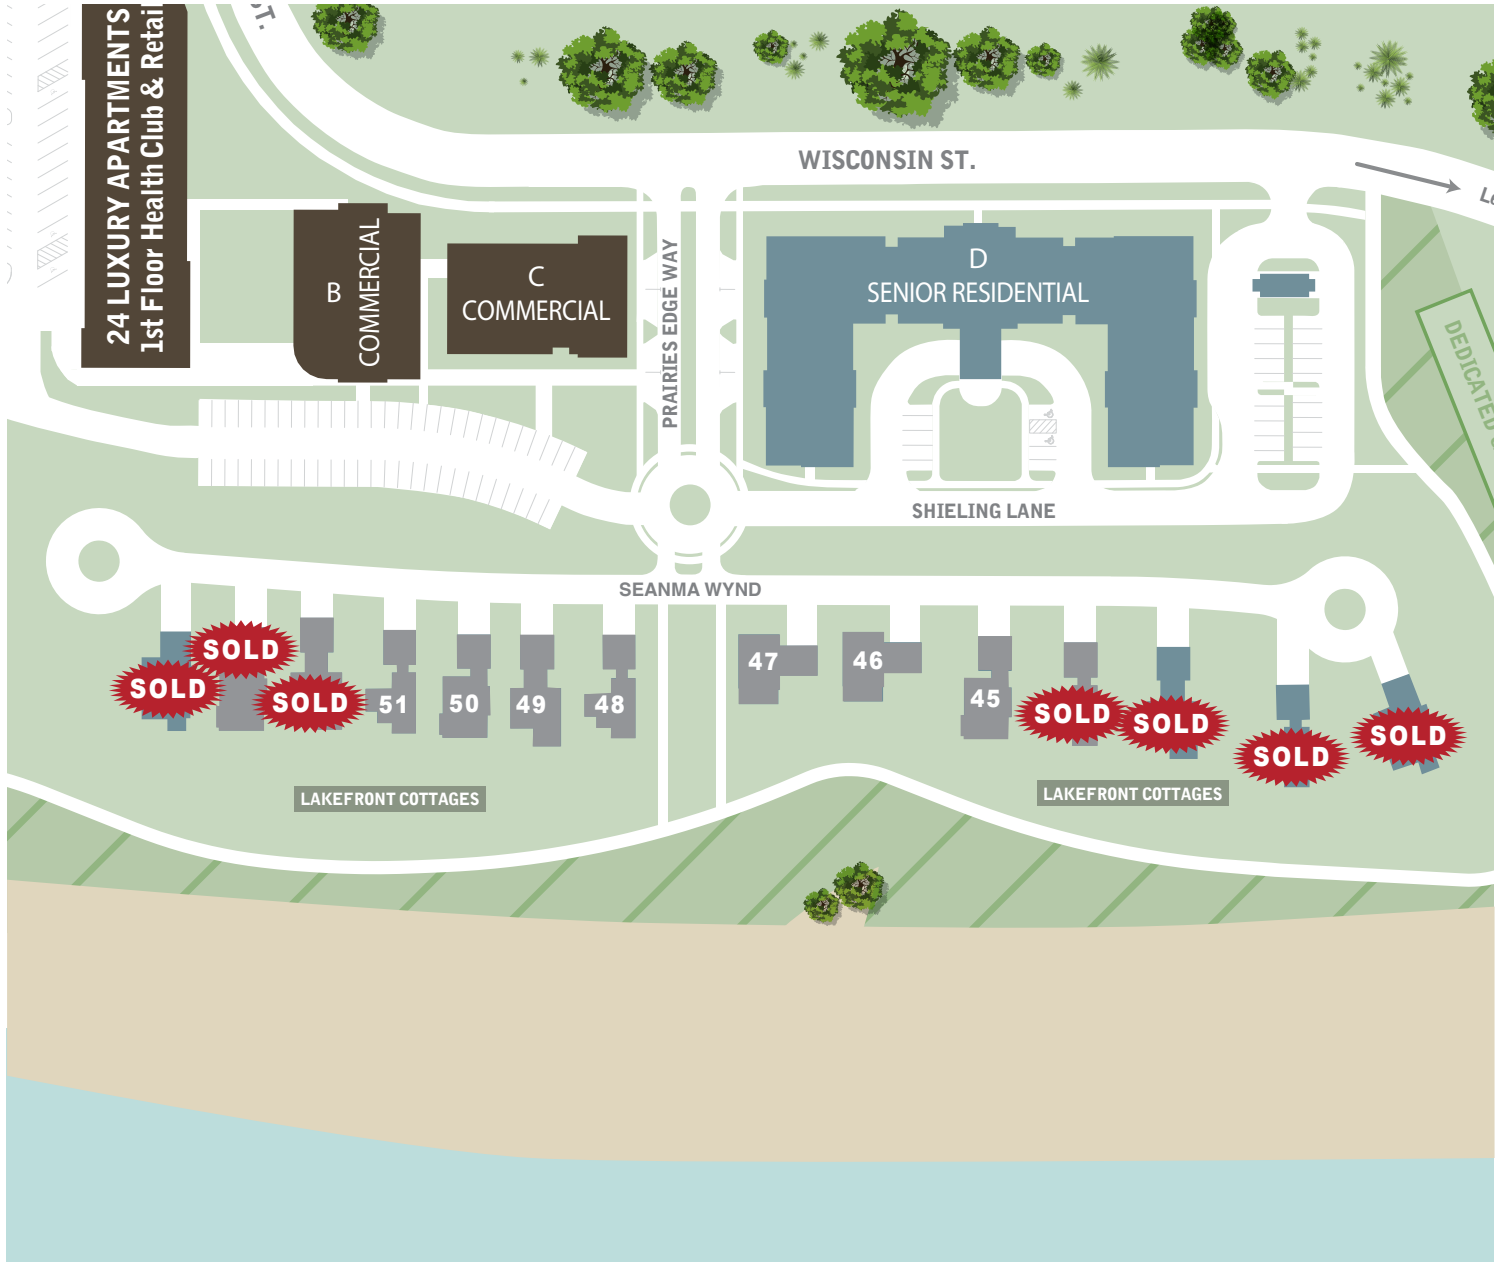 ST.
24 LUXURY APARTMENTS
1st Floor Health Club & Retail
WISCONSIN ST.
B
COMMERCIAL
C
COMMERCIAL
PRAIRIES EDGE WAY
D
SENIOR RESIDENTIAL
DEDICATED
SHIELING LANE
SEANMA WYND
SOLD
SOLD
SOLD
51
50
49
48
47
46
45
SOLD
SOLD
SOLD
SOLD
LAKEFRONT COTTAGES
LAKEFRONT COTTAGES